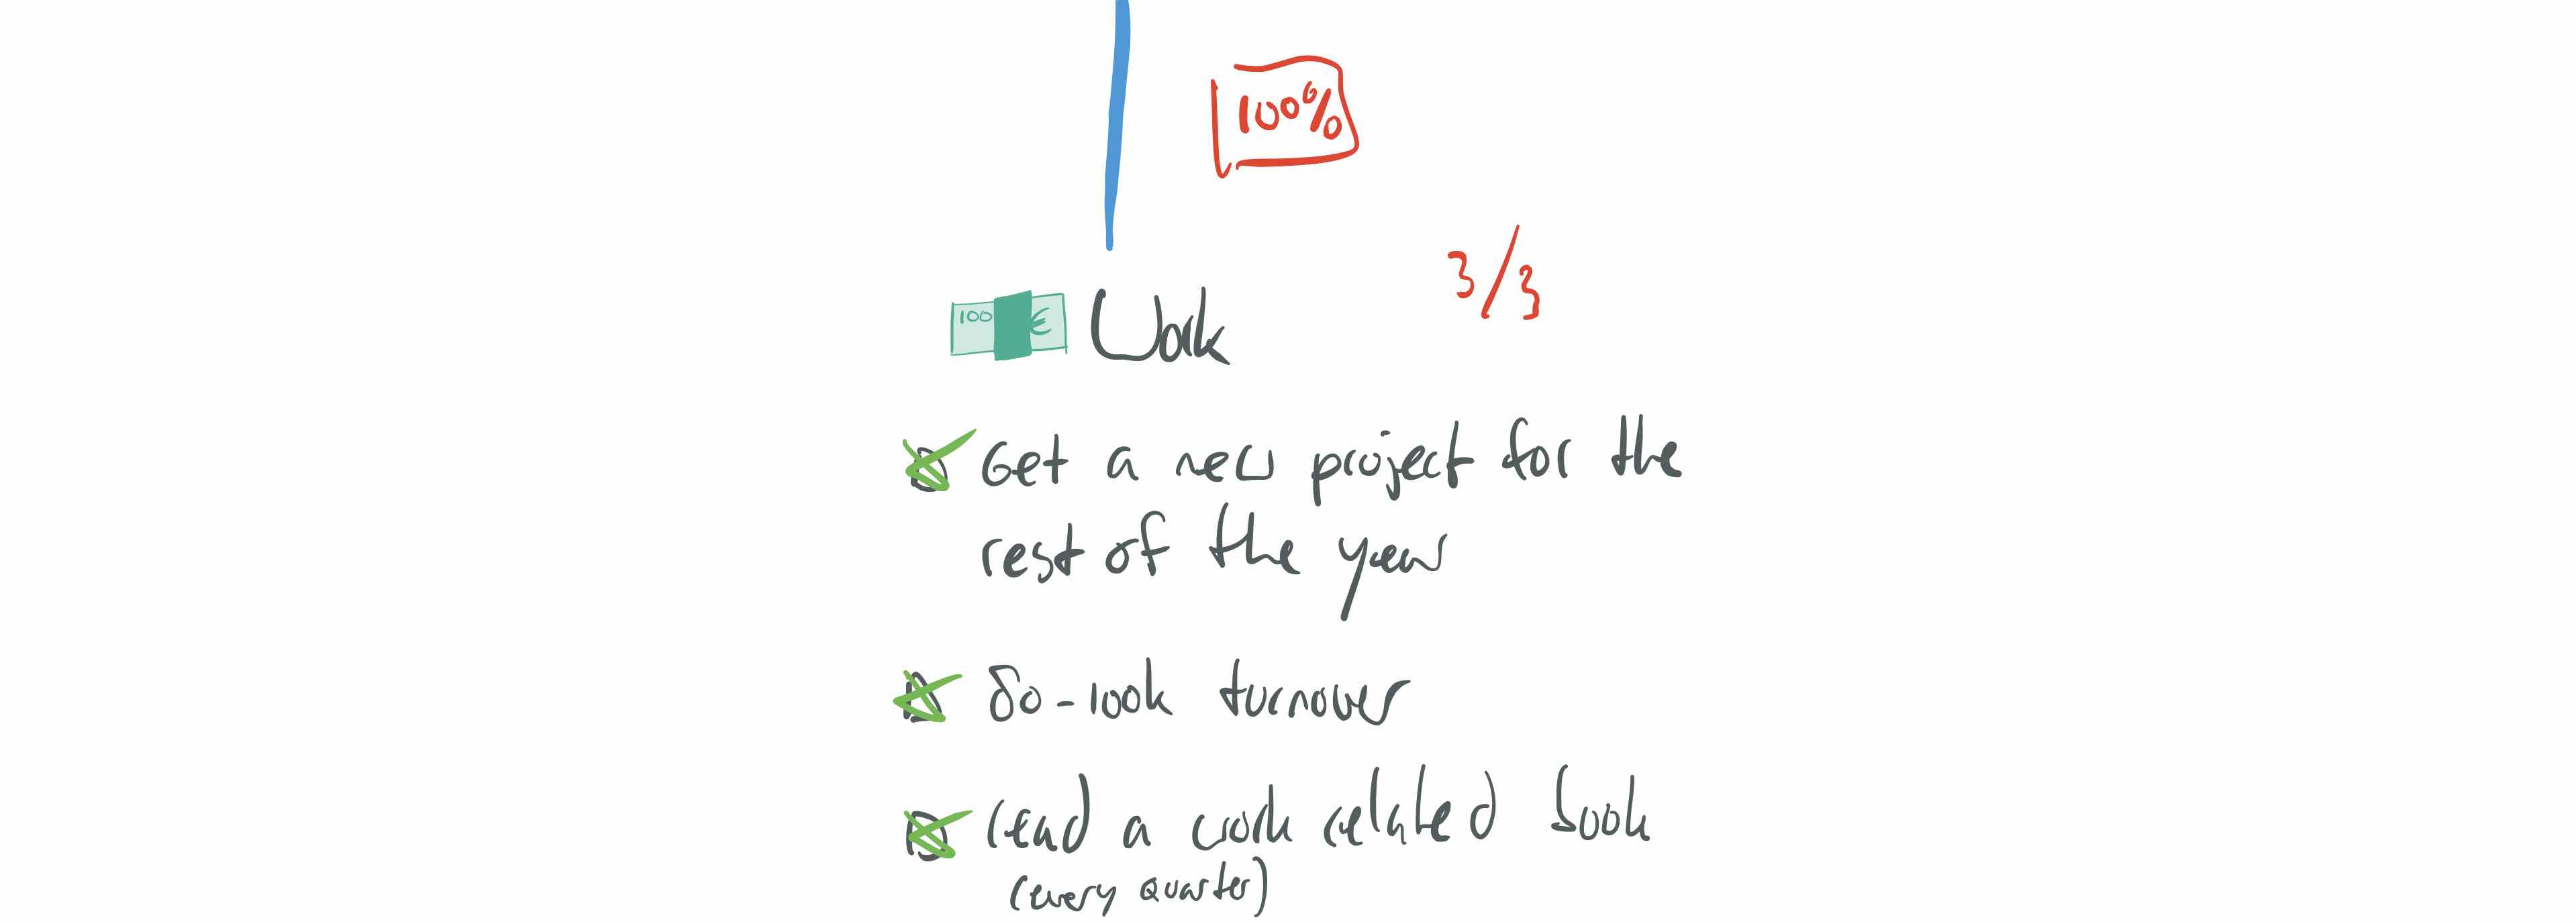 100%
3/3
100 €
Work
Get a new project for the
rest of the year
80-100k turnover
read a work related book
(every quarter)